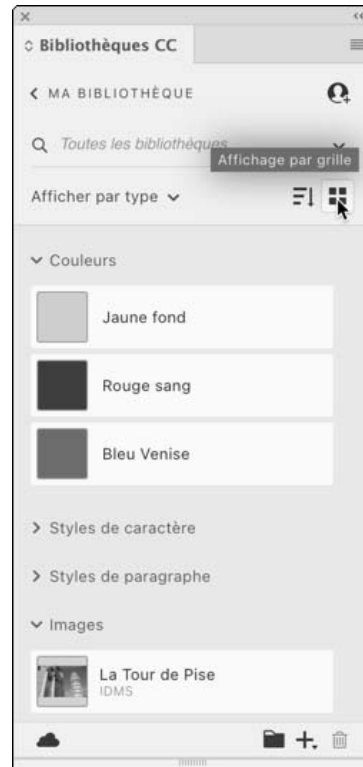 Bibliothèques CC
MA BIBLIOTHÈQUE
Toutes les bibliothèques
Affichage par grille
Afficher par type
Couleurs
Jaune fond
Rouge sang
Bleu Venise
Styles de caractère
Styles de paragraphe
Images
La Tour de Pise
IDMS